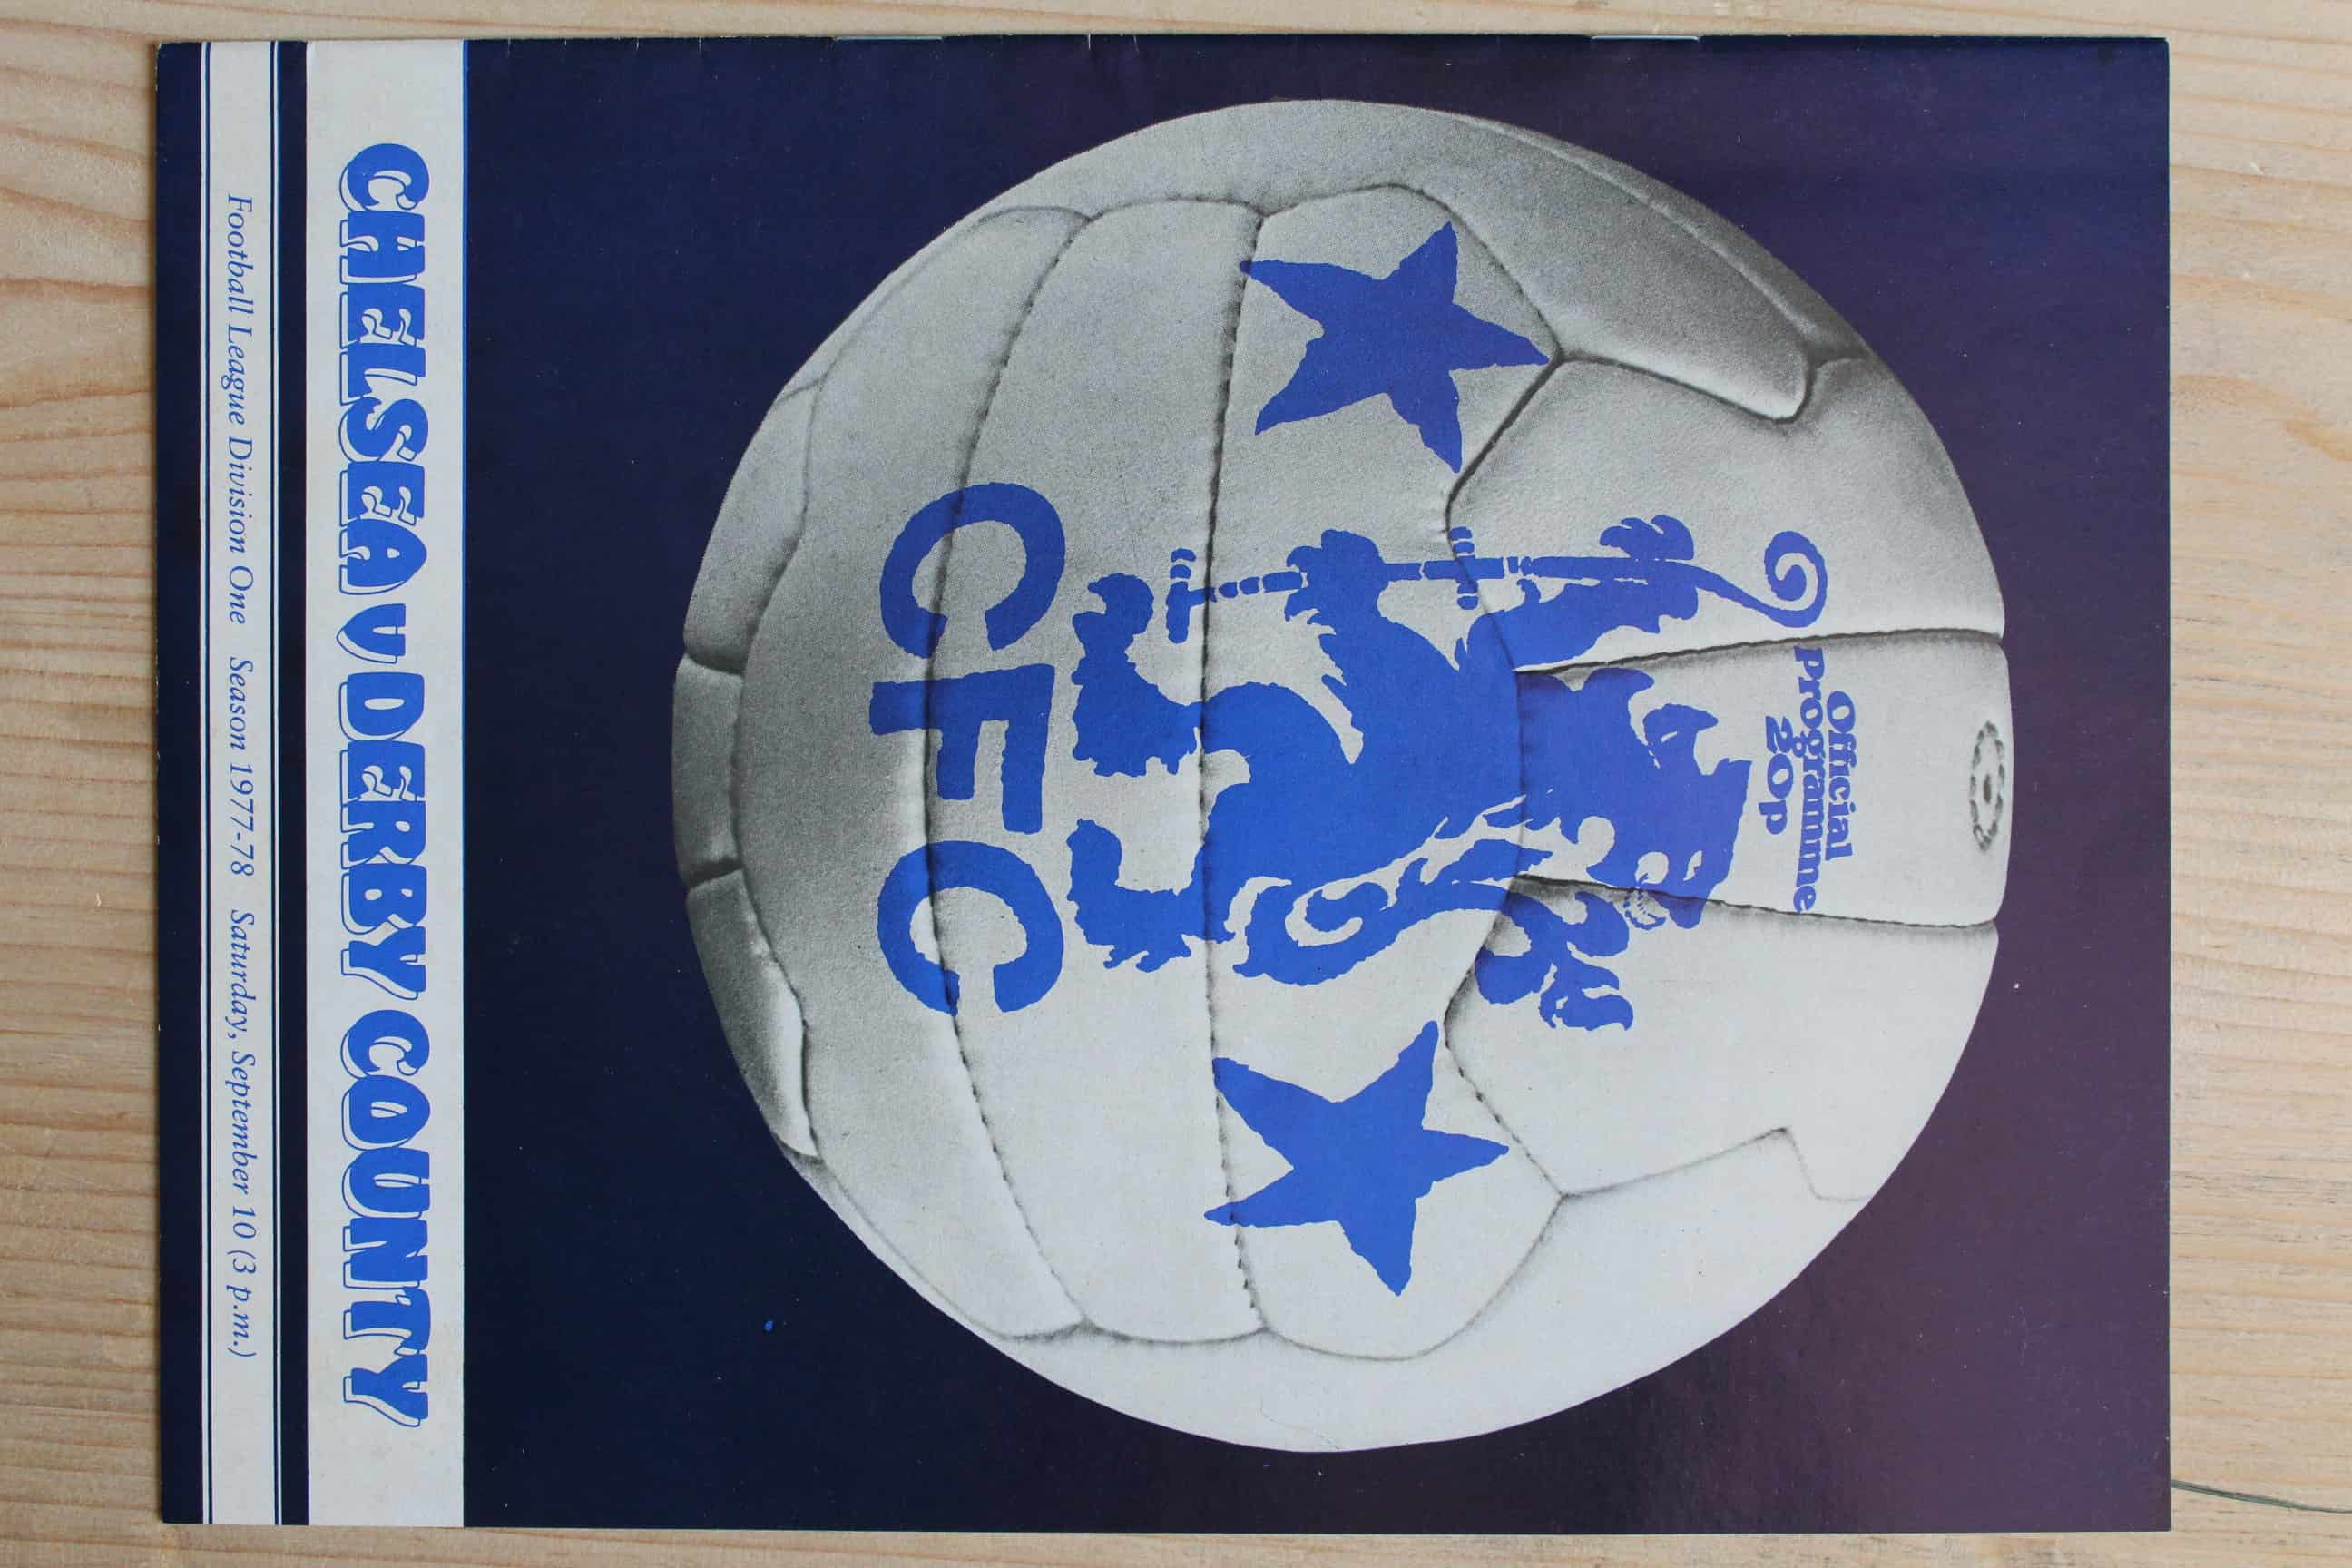 Official
Programme
20p
CFC
CHELSEA V DERBY COUNTY
Football League Division One Season 1977-78 Saturday, September 10 (3 p.m.)